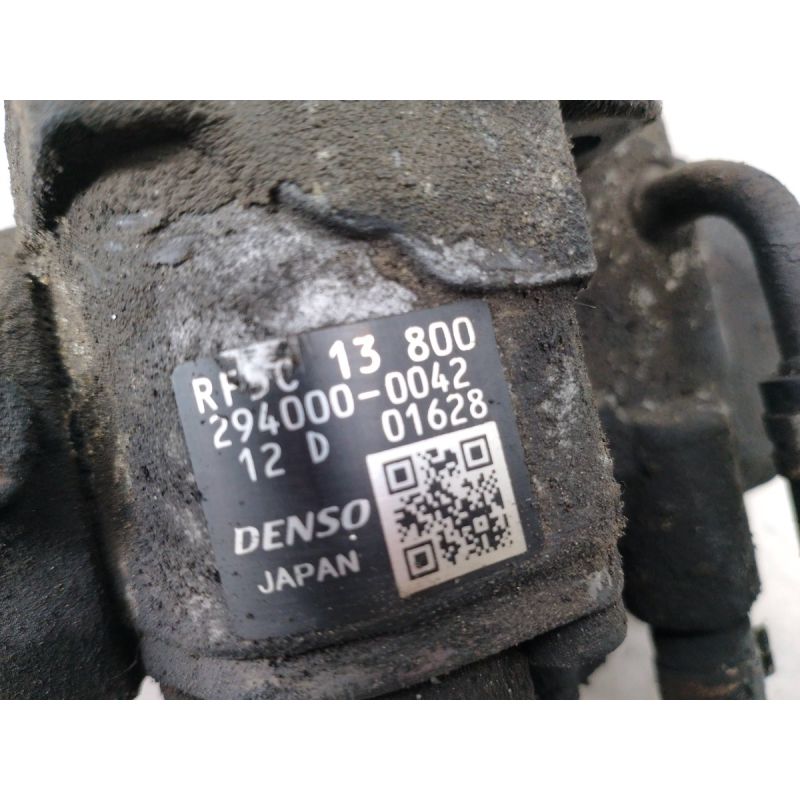 RF5C 13 800
294000-0042
12 D 01628
DENSO
JAPAN